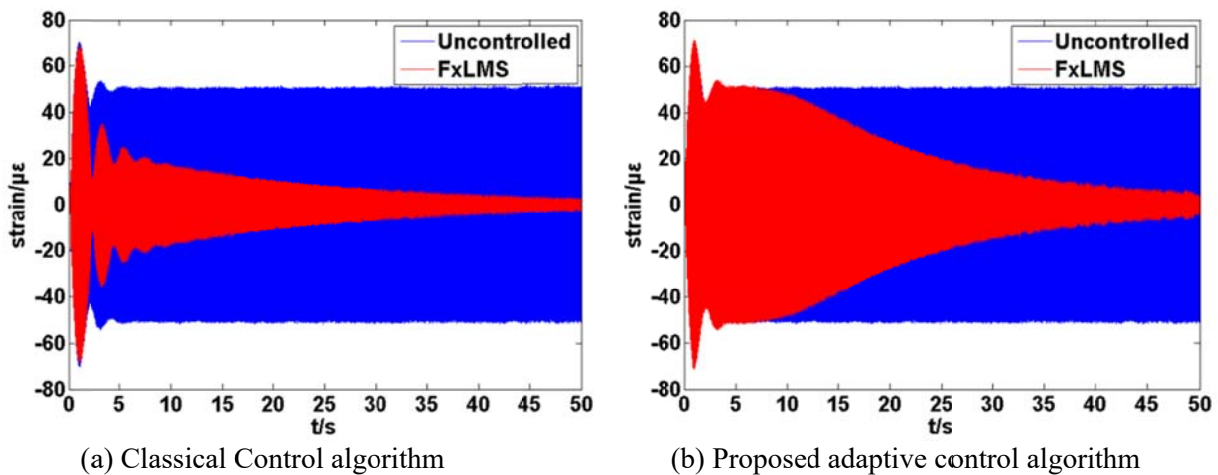 80
60
40
20
0
-20
-40
-60
-80
strain/με
Uncontrolled
FxLMS
0 5 10 15 20 25 30 35 40 45 50
t/s
(a) Classical Control algorithm
80
60
40
20
0
-20
-40
-60
-80
strain/με
Uncontrolled
FxLMS
0 5 10 15 20 25 30 35 40 45 50
t/s
(b) Proposed adaptive control algorithm